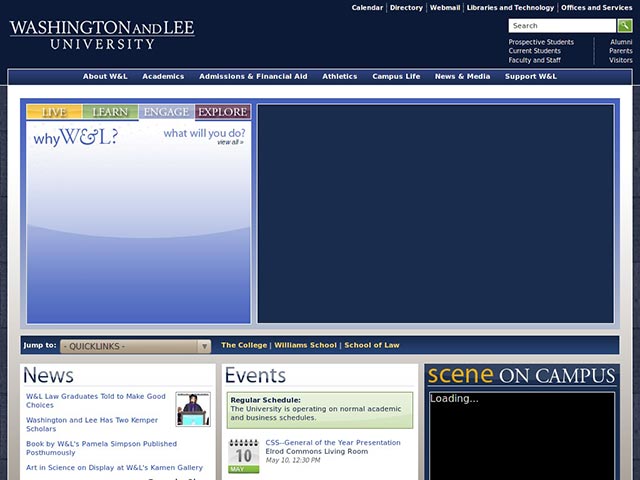 Calendar Directory Webmail Libraries and Technology Offices and Services
WASHINGTON AND LEE
UNIVERSITY
Search
Prospective Students Alumni
Current Students Parents
Faculty and Staff Visitors
About W&L Academics Admissions & Financial Aid Athletics Campus Life News & Media Support W&L
LIVE LEARN ENGAGE EXPLORE
why W&L? what will you do?
view all »
Jump to: - QUICKLINKS - The College | Williams School | School of Law
News
W&L Law Graduates Told to Make Good
Choices
Washington and Lee Has Two Kemper
Scholars
Book by W&L's Pamela Simpson Published
Posthumously
Art in Science on Display at W&L's Kamen Gallery
Events
Regular Schedule:
The University is operating on normal academic
and business schedules.
10
MAY
CSS--General of the Year Presentation
Elrod Commons Living Room
May 10, 12:30 PM
scene ON CAMPUS
Loading...